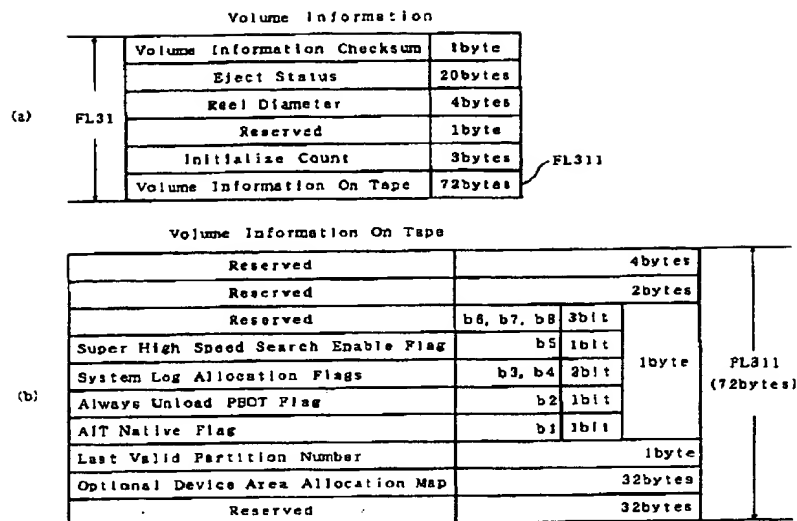 Volume Information
Volume Information Checksum 1byte
Eject Status 20bytes
Reel Diameter 4bytes
(a) FL31
Reserved 1byte
Initialize Count 3bytes
FL311
Volume Information On Tape 72bytes
Volume Information On Tape
Reserved 4bytes
Reserved 2bytes
Reserved b6, b7, b8 3bit
Super High Speed Search Enable Flag b5 1bit
1byte FL311
System Log Allocation Flags b3, b4 2bit
(72bytes)
(b)
Always Unload PBOT Flag b2 1bit
AIT Native Flag b1 1bit
Last Valid Partition Number 1byte
Optional Device Area Allocation Map 32bytes
Reserved 32bytes